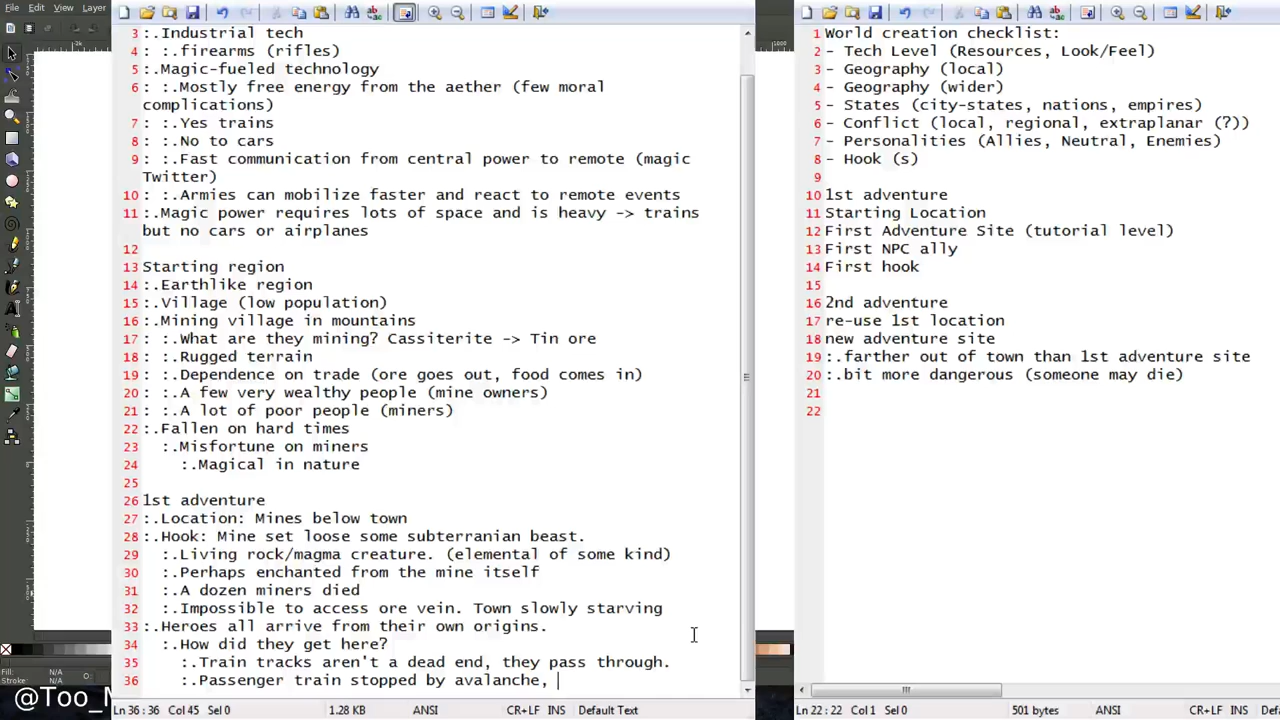 File Edit View Layer
3 :.Industrial tech
4 : :.firearms (rifles)
5 :.Magic-fueled technology
6 : :.Mostly free energy from the aether (few moral
complications)
7 : :.Yes trains
8 : :.No to cars
9 : :.Fast communication from central power to remote (magic
Twitter)
10 : :.Armies can mobilize faster and react to remote events
11 :.Magic power requires lots of space and is heavy -> trains
but no cars or airplanes
12
13 Starting region
14 :.Earthlike region
15 :.Village (low population)
16 :.Mining village in mountains
17 : :.What are they mining? Cassiterite -> Tin ore
18 : :.Rugged terrain
19 : :.Dependence on trade (ore goes out, food comes in)
20 : :.A few very wealthy people (mine owners)
21 : :.A lot of poor people (miners)
22 :.Fallen on hard times
23 :.Misfortune on miners
24 :.Magical in nature
25
26 1st adventure
27 :.Location: Mines below town
28 :.Hook: Mine set loose some subterranian beast.
29 :.Living rock/magma creature. (elemental of some kind)
30 :.Perhaps enchanted from the mine itself
31 :.A dozen miners died
32 :.Impossible to access ore vein. Town slowly starving
33 :.Heroes all arrive from their own origins.
34 :.How did they get here?
35 :.Train tracks aren't a dead end, they pass through.
36 :.Passenger train stopped by avalanche,
Ln 36 : 36 Col 45 Sel 0 1.28 KB ANSI CR+LF INS Default Text
1 World creation checklist:
2 - Tech Level (Resources, Look/Feel)
3 - Geography (local)
4 - Geography (wider)
5 - States (city-states, nations, empires)
6 - Conflict (local, regional, extraplanar (?))
7 - Personalities (Allies, Neutral, Enemies)
8 - Hook (s)
9
10 1st adventure
11 Starting Location
12 First Adventure Site (tutorial level)
13 First NPC ally
14 First hook
15
16 2nd adventure
17 re-use 1st location
18 new adventure site
19 :.farther out of town than 1st adventure site
20 :.bit more dangerous (someone may die)
21
22
Ln 22 : 22 Col 1 Sel 0 501 bytes ANSI CR+LF INS Def
Fill: N/A
Stroke: N/A
@Too_M